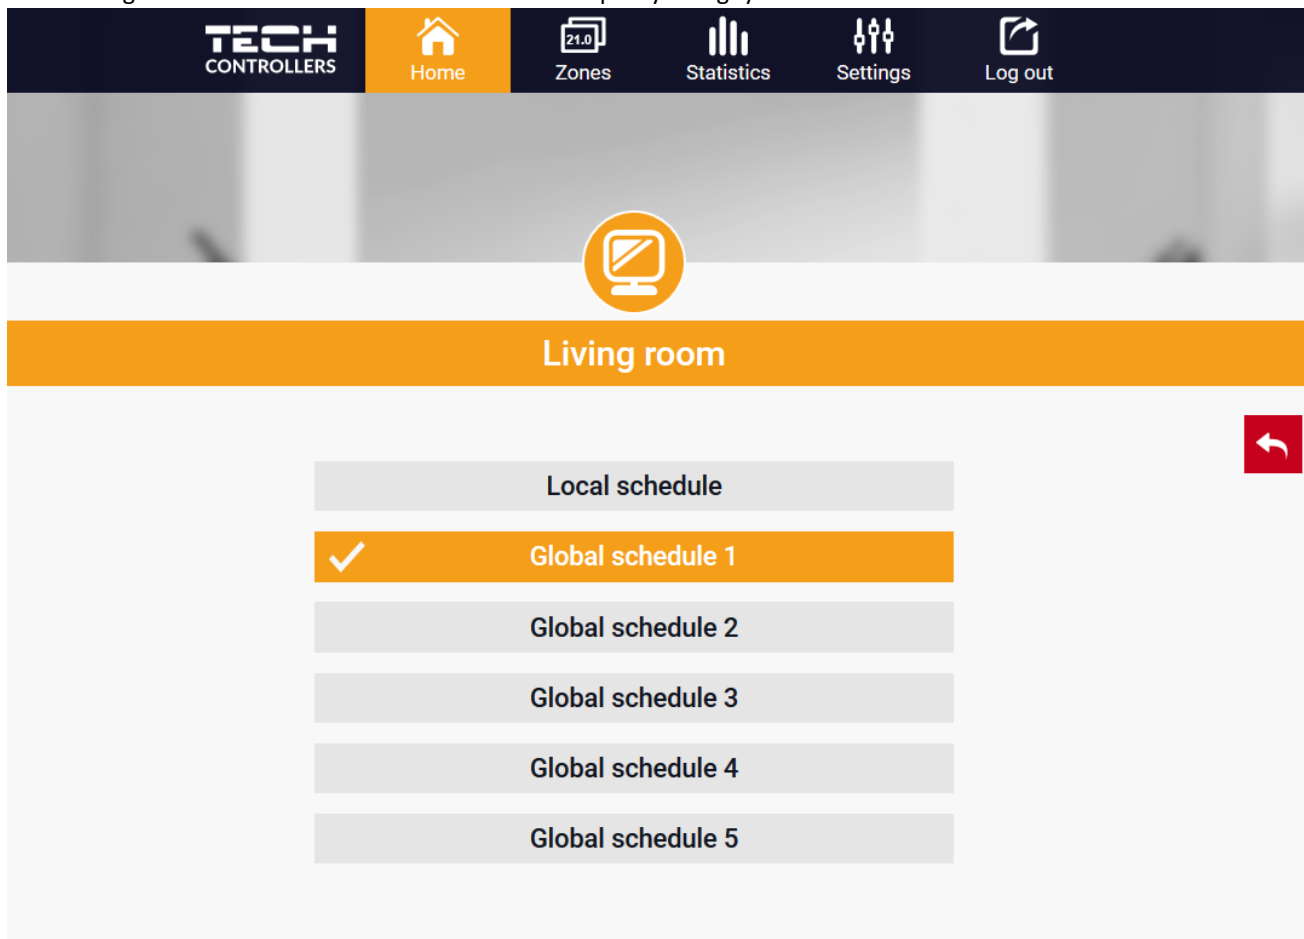 TECH
CONTROLLERS
Home
21.0
Zones
Statistics
Settings
Log out
Living room
Local schedule
Global schedule 1
Global schedule 2
Global schedule 3
Global schedule 4
Global schedule 5